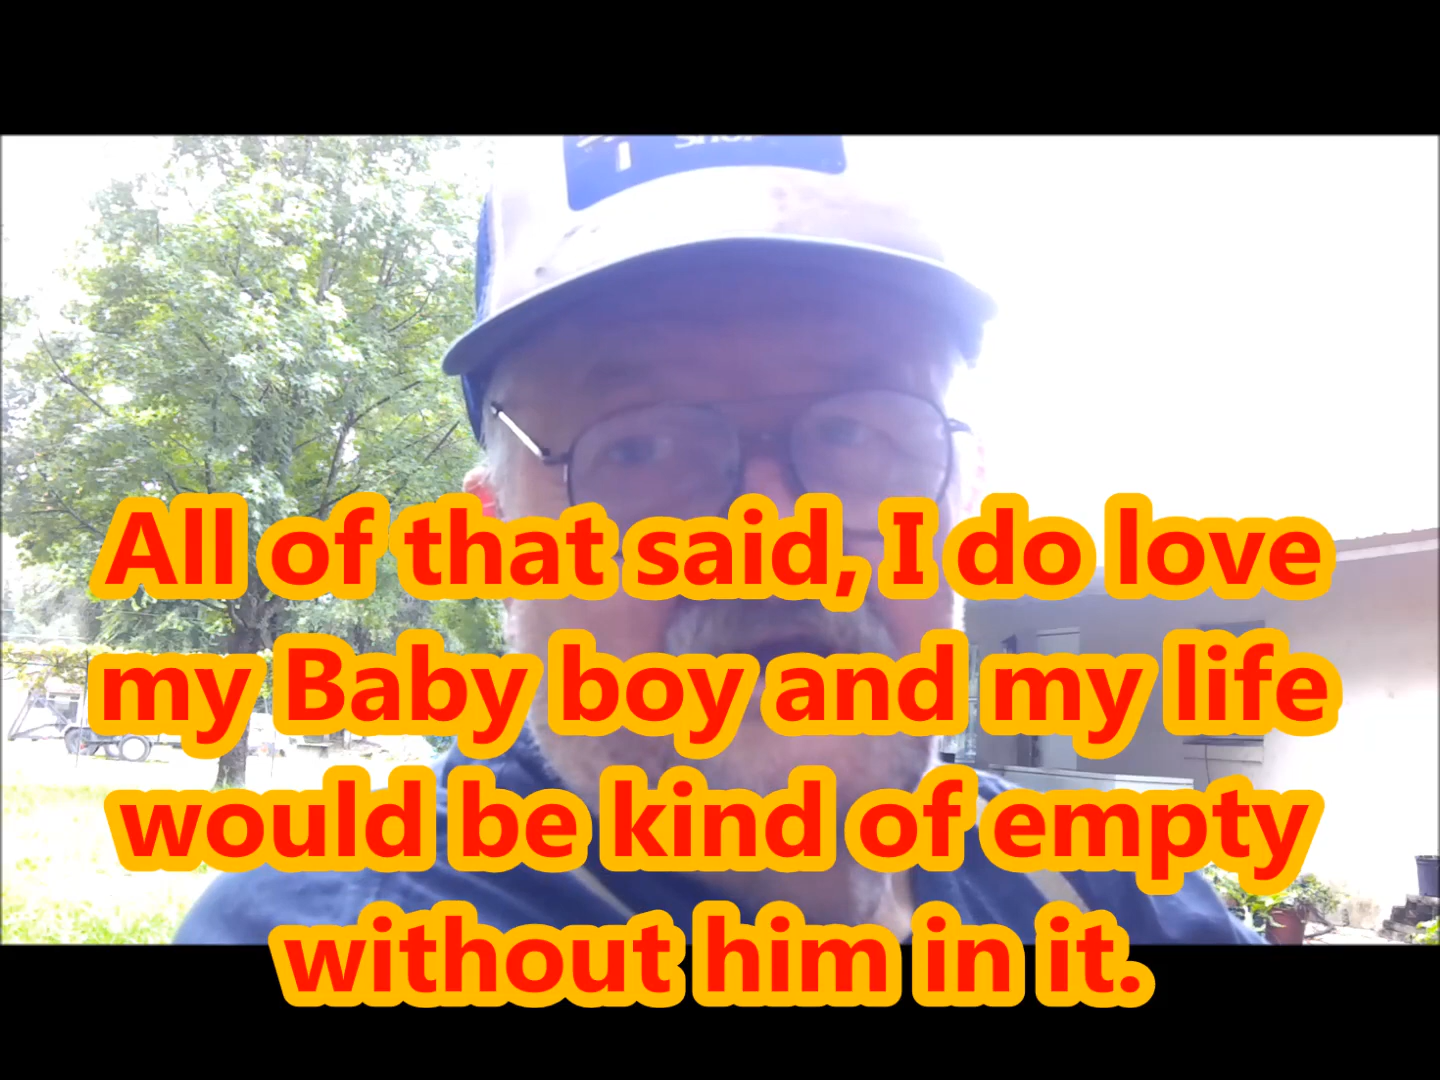 All of that said, I do love
my Baby boy and my life
would be kind of empty
without him in it.